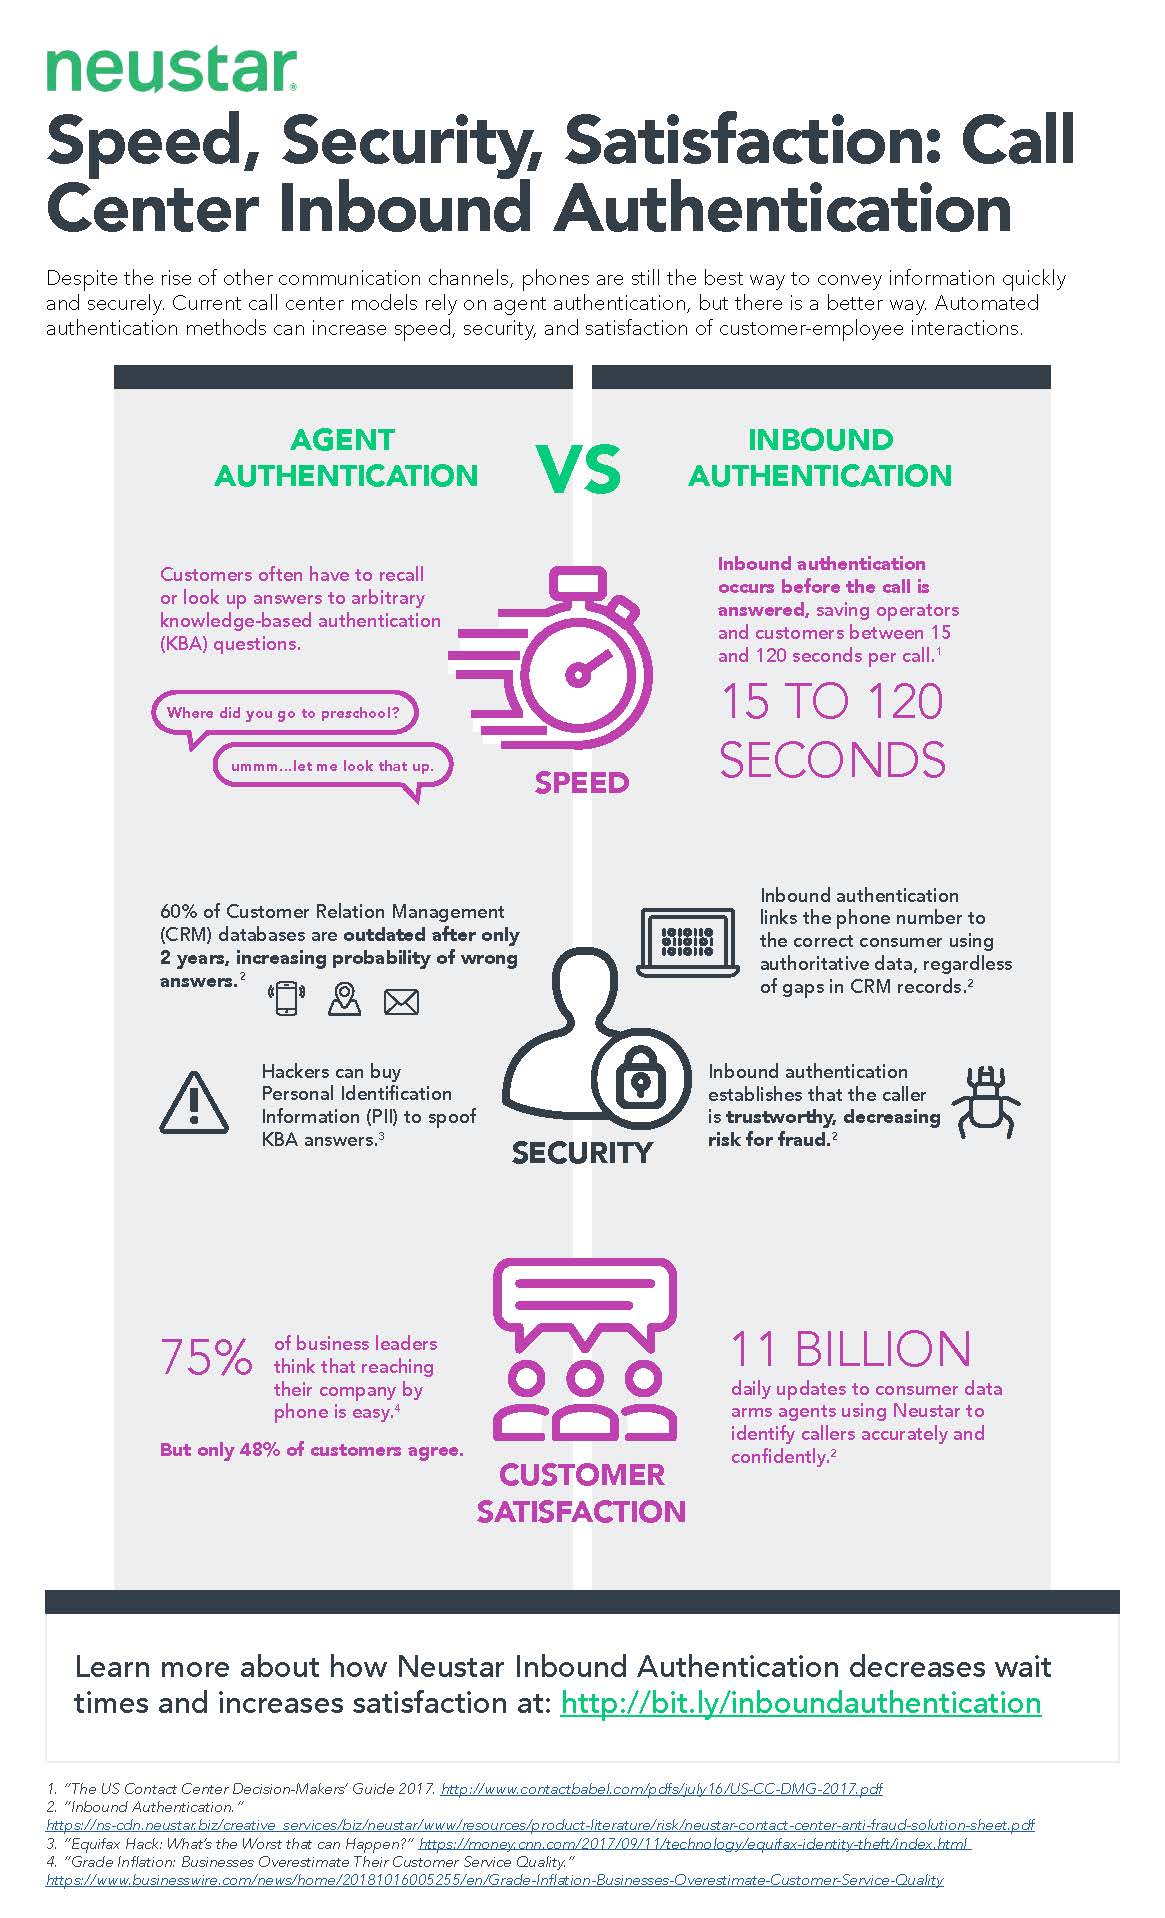 neustar®
Speed, Security, Satisfaction: Call
Center Inbound Authentication
Despite the rise of other communication channels, phones are still the best way to convey information quickly
and securely. Current call center models rely on agent authentication, but there is a better way. Automated
authentication methods can increase speed, security, and satisfaction of customer-employee interactions.
AGENT
AUTHENTICATION
VS
INBOUND
AUTHENTICATION
Customers often have to recall
or look up answers to arbitrary
knowledge-based authentication
(KBA) questions.
Where did you go to preschool?
ummm...let me look that up.
SPEED
Inbound authentication
occurs before the call is
answered, saving operators
and customers between 15
and 120 seconds per call.1
15 TO 120
SECONDS
60% of Customer Relation Management
(CRM) databases are outdated after only
2 years, increasing probability of wrong
answers.2
Hackers can buy
Personal Identification
Information (PII) to spoof
KBA answers.3
SECURITY
1010110
0110101
1010110
Inbound authentication
links the phone number to
the correct consumer using
authoritative data, regardless
of gaps in CRM records.2
Inbound authentication
establishes that the caller
is trustworthy, decreasing
risk for fraud.2
75%
of business leaders
think that reaching
their company by
phone is easy.4
But only 48% of customers agree.
CUSTOMER
SATISFACTION
11 BILLION
daily updates to consumer data
arms agents using Neustar to
identify callers accurately and
confidently.2
Learn more about how Neustar Inbound Authentication decreases wait
times and increases satisfaction at: http://bit.ly/inboundauthentication
1. “The US Contact Center Decision-Makers’ Guide 2017. http://www.contactbabel.com/pdfs/july16/US-CC-DMG-2017.pdf
2. “Inbound Authentication.”
https://ns-cdn.neustar.biz/creative_services/biz/neustar/www/resources/product-literature/risk/neustar-contact-center-anti-fraud-solution-sheet.pdf
3. “Equifax Hack: What’s the Worst that can Happen?” https://money.cnn.com/2017/09/11/technology/equifax-identity-theft/index.html
4. “Grade Inflation: Businesses Overestimate Their Customer Service Quality.”
https://www.businesswire.com/news/home/20181016005255/en/Grade-Inflation-Businesses-Overestimate-Customer-Service-Quality